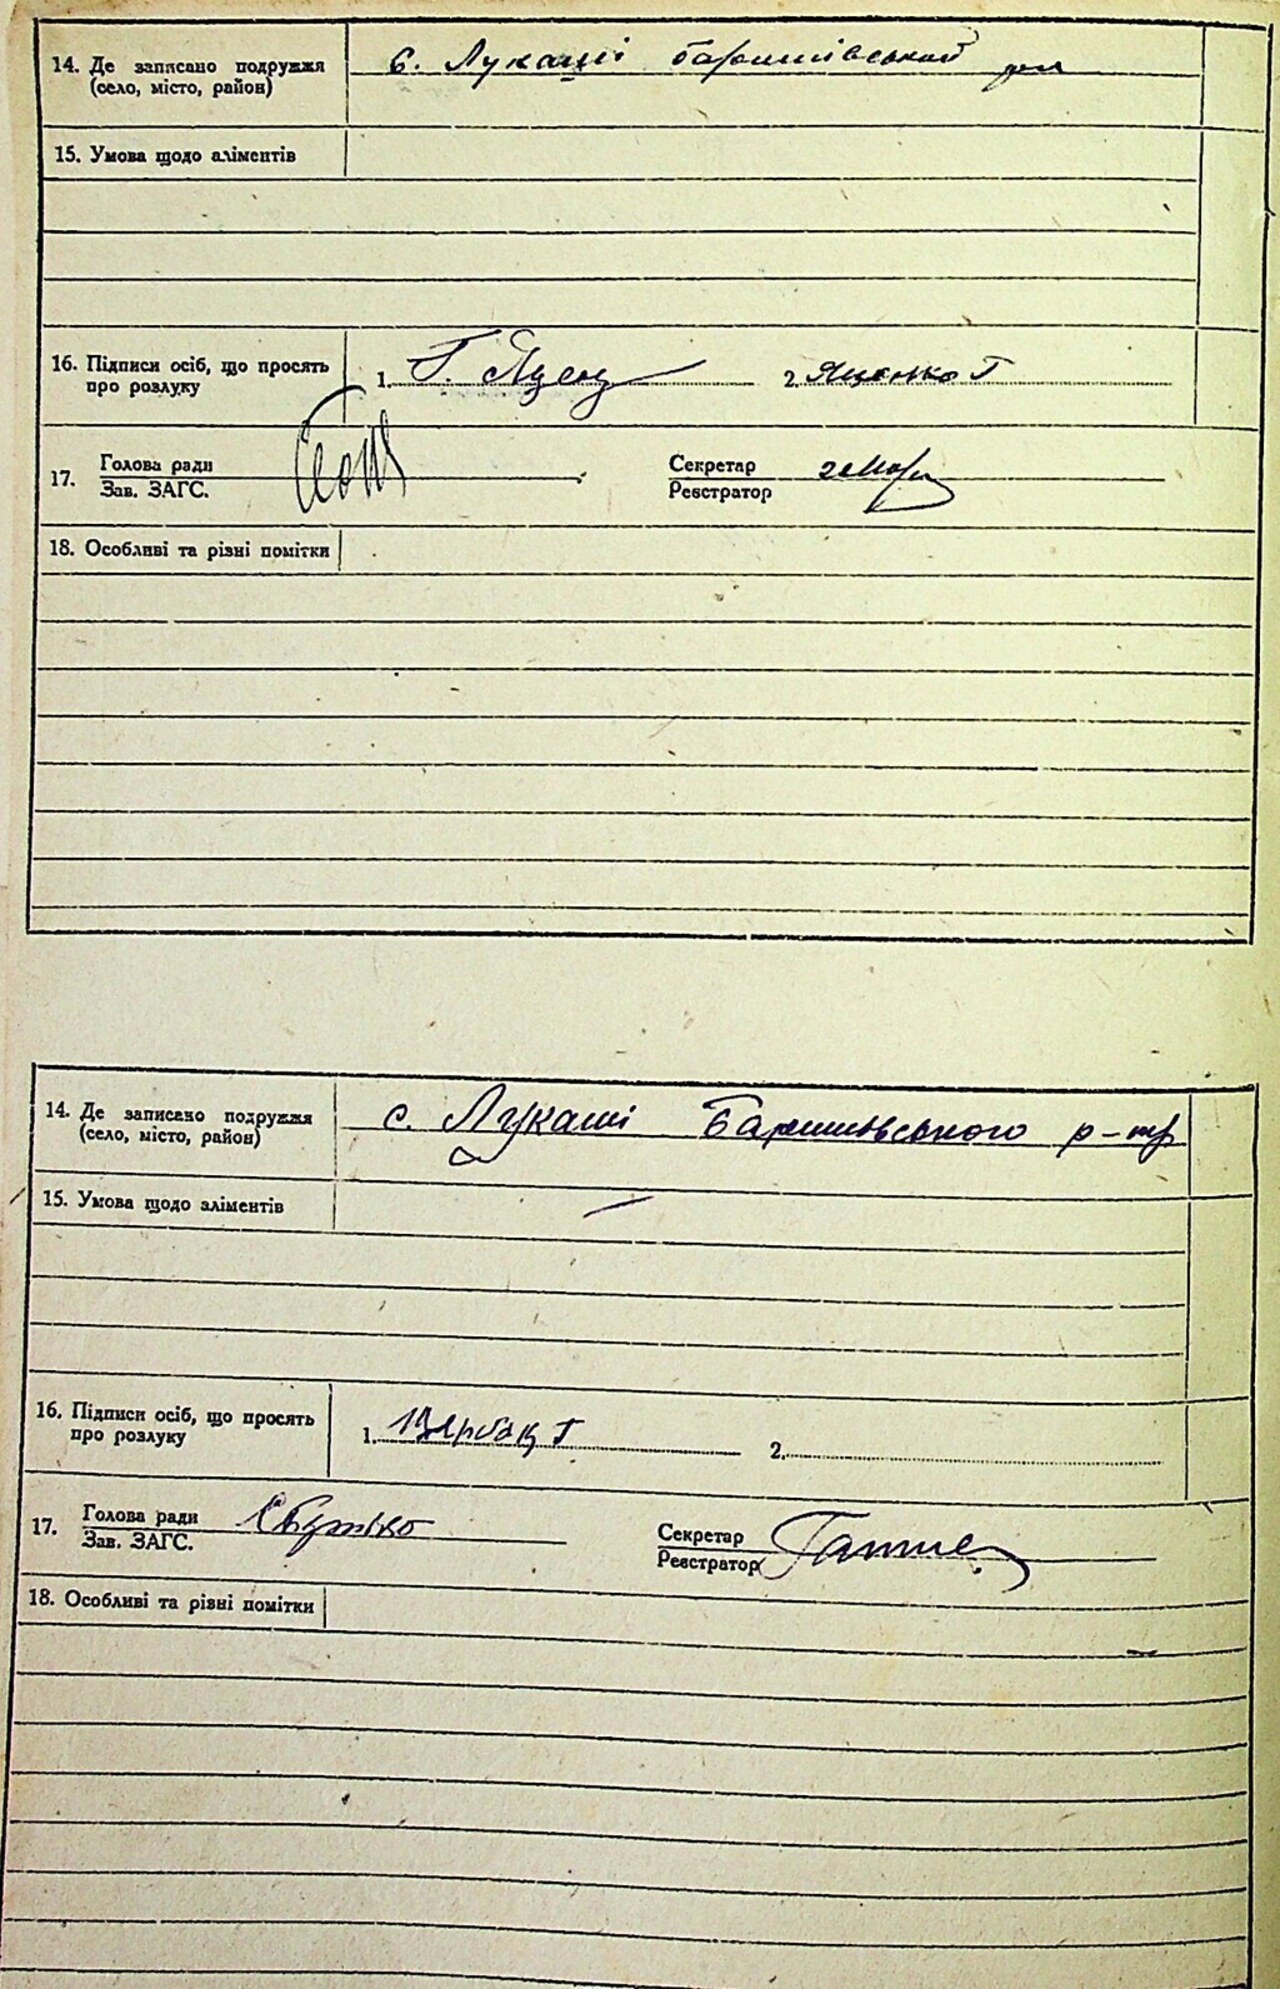 14. Де записано подружжя
(село, місто, район)
с. Лукаші Баришівський
15. Умова щодо аліментів
16. Підписи осіб, що просять
про розлуку
1. Г. 2. Яценко Г
17. Голова ради
Зав. ЗАГС.
Секретар
Реєстратор
18. Особливі та різні помітки
14. Де записано подружжя
(село, місто, район)
с. Лукаші Баришівського р-ну
15. Умова щодо аліментів —
16. Підписи осіб, що просять
про розлуку
1. Щербак Г 2.
17. Голова ради
Зав. ЗАГС.
Секретар
Реєстратор
18. Особливі та різні помітки